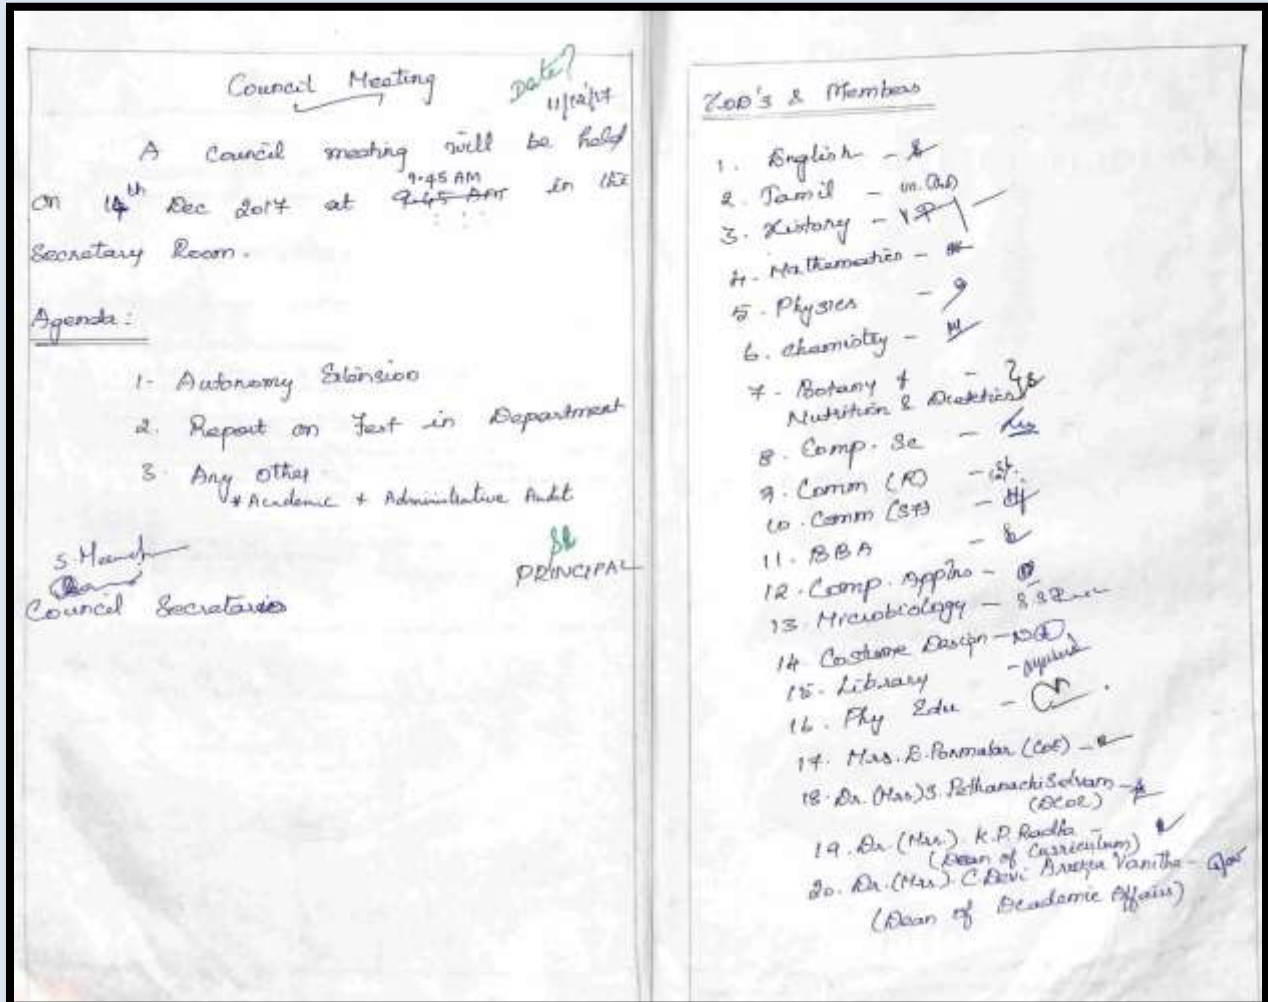 Council Meeting
Date?
11/12/17
A Council meeting will be held
9.45 AM
on 14th Dec 2017 at 9.45 AM in the
Secretary Room.
Agenda:
1. Autonomy Extension
2. Report on Fest in Department
3. Any other
* Academic & Administrative Audit
S.
PRINCIPAL
Council Secretaries
HOD's & Members
1. English -
2. Tamil -
3. History -
4. Mathematics -
5. Physics -
6. Chemistry -
7. Botany & -
Nutrition & Dietetics
8. Comp. Sc -
9. Comm (R) -
10. Comm (SF) -
11. BBA -
12. Comp. Applns -
13. Microbiology -
14. Costume Design -
15. Library -
16. Phy Edu -
17. Mrs. B. Ponmalar (COE) -
18. Dr. (Mrs) S. Pethanachi Selvam -
(DCOE)
19. Dr. (Mrs.) K.P. Radha -
(Dean of Curriculum)
20. Dr. (Mrs). C Devi Vanitha -
(Dean of Academic Affairs)